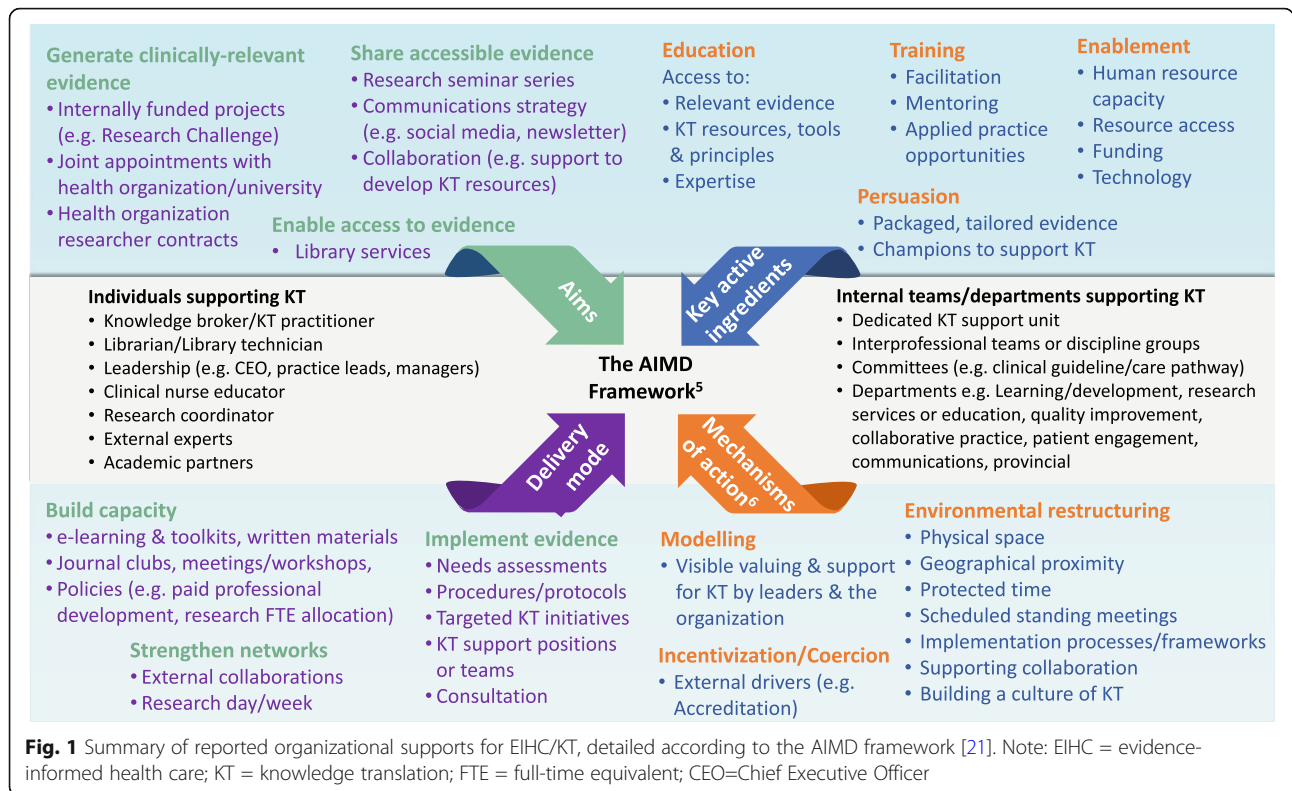 Generate clinically-relevant
evidence
• Internally funded projects
(e.g. Research Challenge)
• Joint appointments with
health organization/university
• Health organization
researcher contracts
Share accessible evidence
• Research seminar series
• Communications strategy
(e.g. social media, newsletter)
• Collaboration (e.g. support to
develop KT resources)
Enable access to evidence
• Library services
Education
Access to:
• Relevant evidence
• KT resources, tools
& principles
• Expertise
Training
• Facilitation
• Mentoring
• Applied practice
opportunities
Enablement
• Human resource
capacity
• Resource access
• Funding
• Technology
Persuasion
• Packaged, tailored evidence
• Champions to support KT
Aims
Key active
ingredients
Individuals supporting KT
• Knowledge broker/KT practitioner
• Librarian/Library technician
• Leadership (e.g. CEO, practice leads, managers)
• Clinical nurse educator
• Research coordinator
• External experts
• Academic partners
The AIMD
Framework⁵
Internal teams/departments supporting KT
• Dedicated KT support unit
• Interprofessional teams or discipline groups
• Committees (e.g. clinical guideline/care pathway)
• Departments e.g. Learning/development, research
services or education, quality improvement,
collaborative practice, patient engagement,
communications, provincial
Delivery
mode
Mechanisms
of action⁶
Build capacity
• e-learning & toolkits, written materials
• Journal clubs, meetings/workshops,
• Policies (e.g. paid professional
development, research FTE allocation)
Strengthen networks
• External collaborations
• Research day/week
Implement evidence
• Needs assessments
• Procedures/protocols
• Targeted KT initiatives
• KT support positions
or teams
• Consultation
Modelling
• Visible valuing & support
for KT by leaders & the
organization
Incentivization/Coercion
• External drivers (e.g.
Accreditation)
Environmental restructuring
• Physical space
• Geographical proximity
• Protected time
• Scheduled standing meetings
• Implementation processes/frameworks
• Supporting collaboration
• Building a culture of KT
Fig. 1 Summary of reported organizational supports for EIHC/KT, detailed according to the AIMD framework [21]. Note: EIHC = evidence-
informed health care; KT = knowledge translation; FTE = full-time equivalent; CEO=Chief Executive Officer